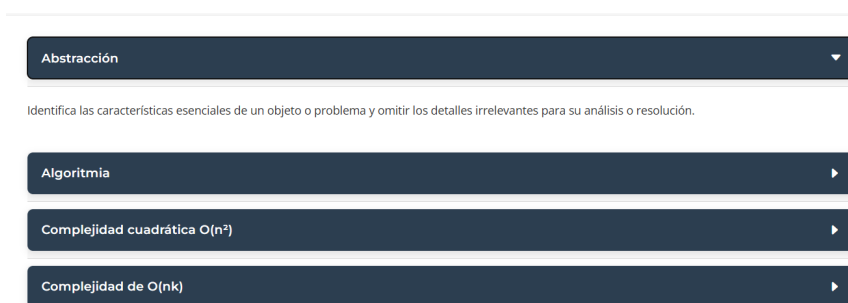 Abstracción
Identifica las características esenciales de un objeto o problema y omitir los detalles irrelevantes para su análisis o resolución.
Algoritmia
Complejidad cuadrática O(n²)
Complejidad de O(nk)